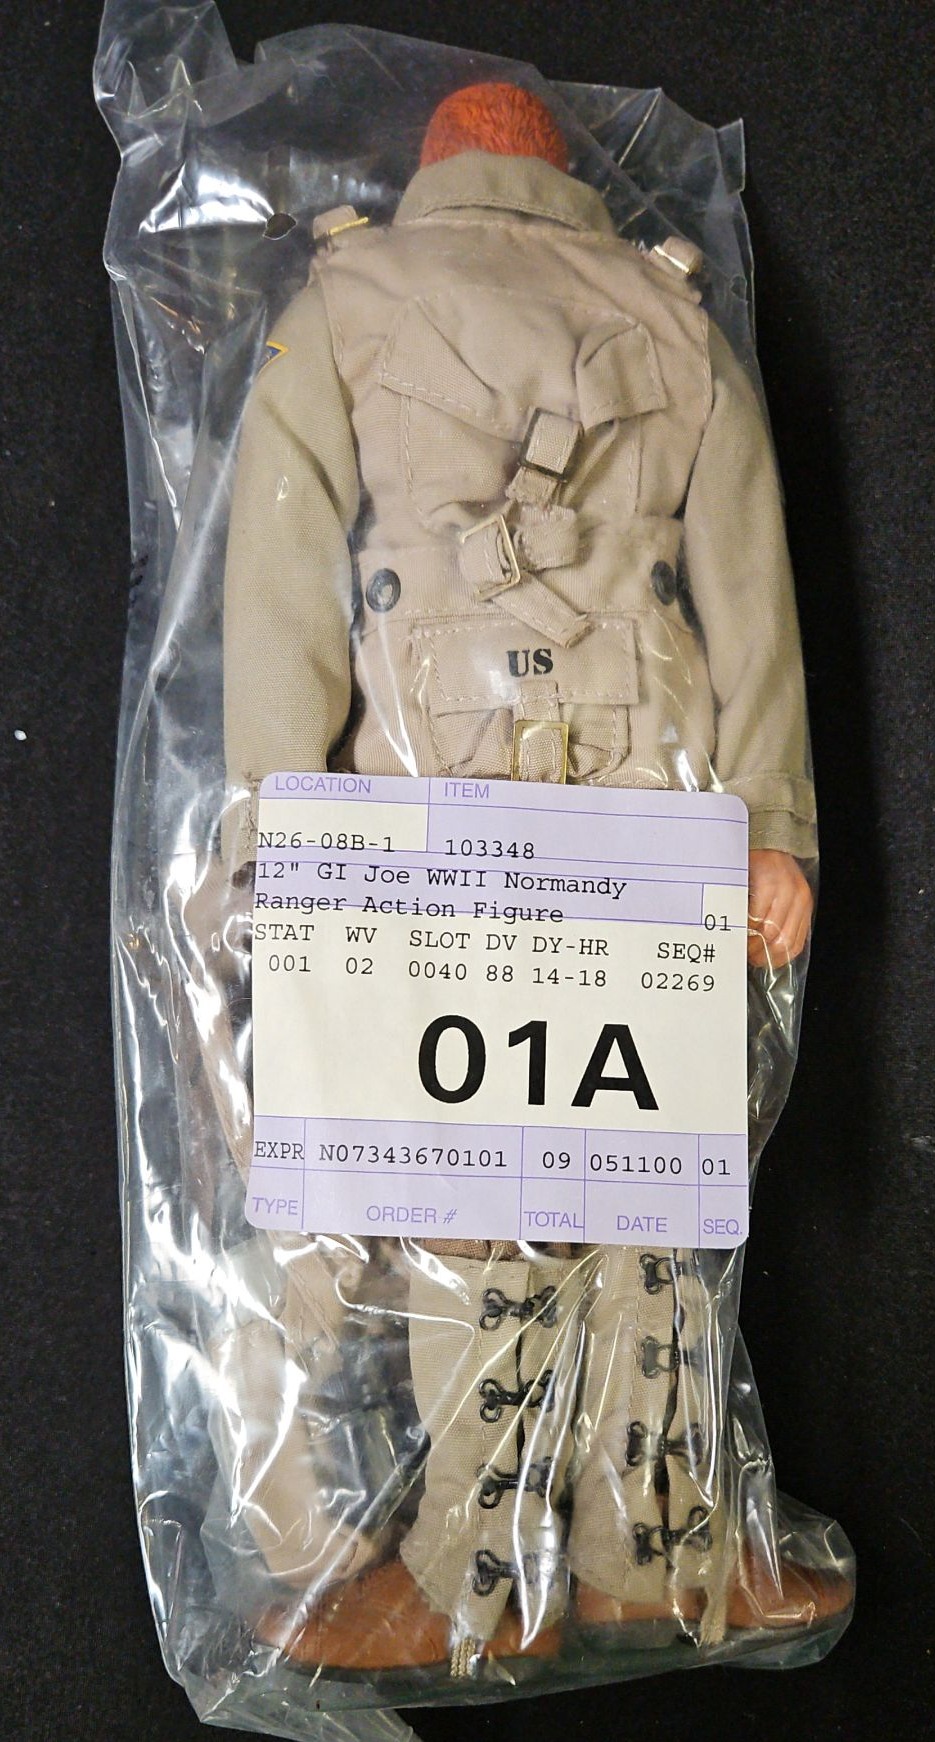 US
LOCATION ITEM
N26-08B-1 103348
12" GI Joe WWII Normandy
Ranger Action Figure 01
STAT WV SLOT DV DY-HR SEQ#
001 02 0040 88 14-18 02269
01A
EXPR N07343670101 09 051100 01
TYPE ORDER # TOTAL DATE SEQ.